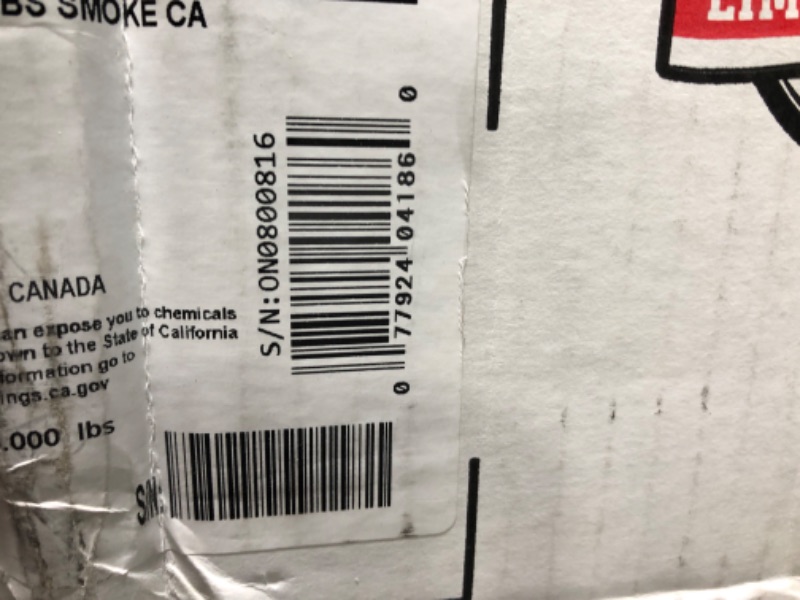 BS SMOKE CA
LIM
CANADA
an expose you to chemicals
own to the State of California
formation go to
ings.ca.gov
.000 lbs
S/N:ON0800816
0 77924 04186 0
S/N: